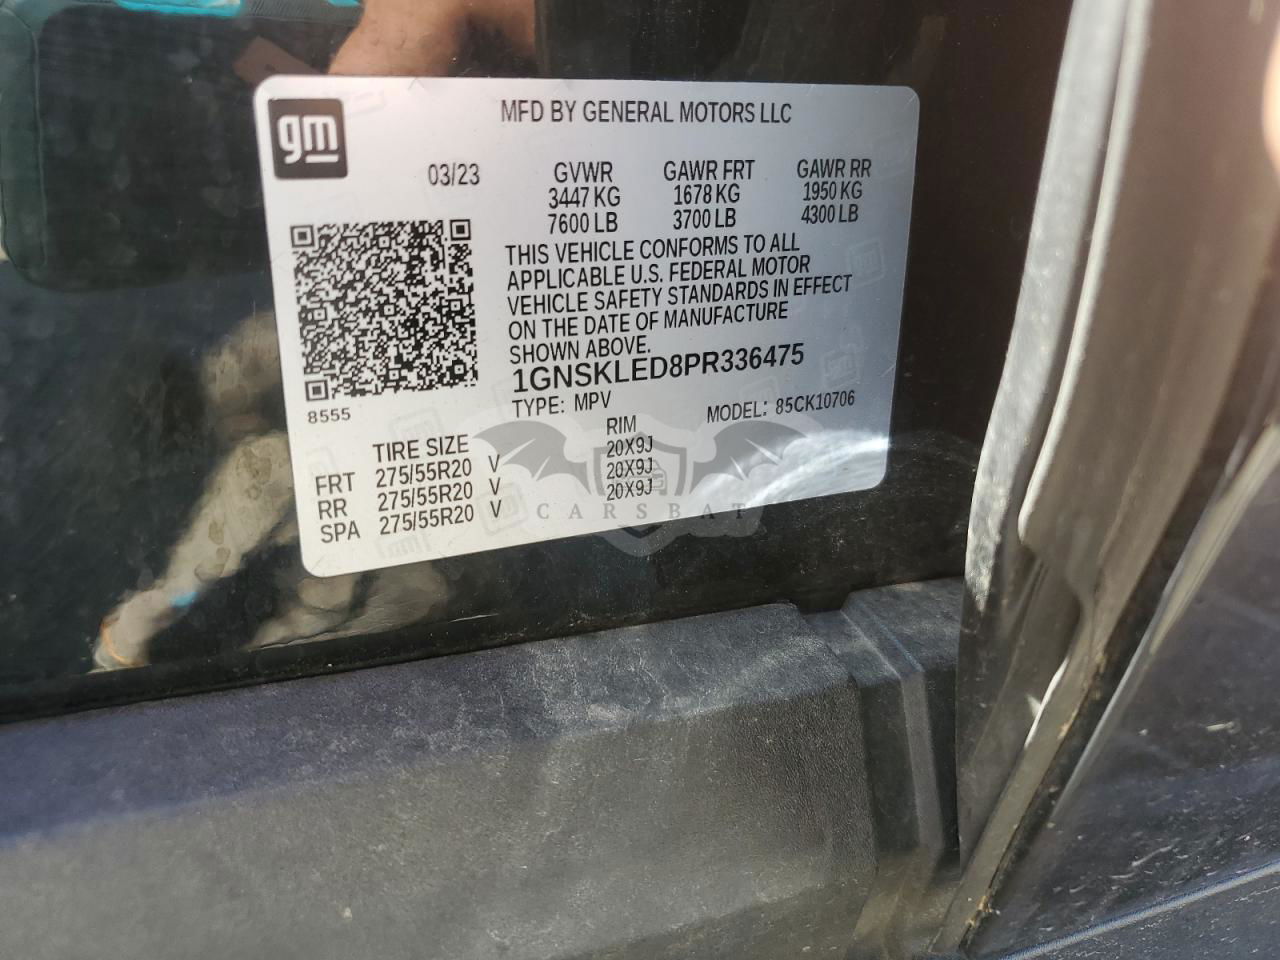 gm
MFD BY GENERAL MOTORS LLC
03/23 GVWR GAWR FRT GAWR RR
3447 KG 1678 KG 1950 KG
7600 LB 3700 LB 4300 LB
THIS VEHICLE CONFORMS TO ALL
APPLICABLE U.S. FEDERAL MOTOR
VEHICLE SAFETY STANDARDS IN EFFECT
ON THE DATE OF MANUFACTURE
SHOWN ABOVE.
1GNSKLED8PR336475
8555
TYPE: MPV MODEL: 85CK10706
TIRE SIZE RIM
FRT 275/55R20 V 20X9J
RR 275/55R20 V 20X9J
SPA 275/55R20 V 20X9J
CARSBAT